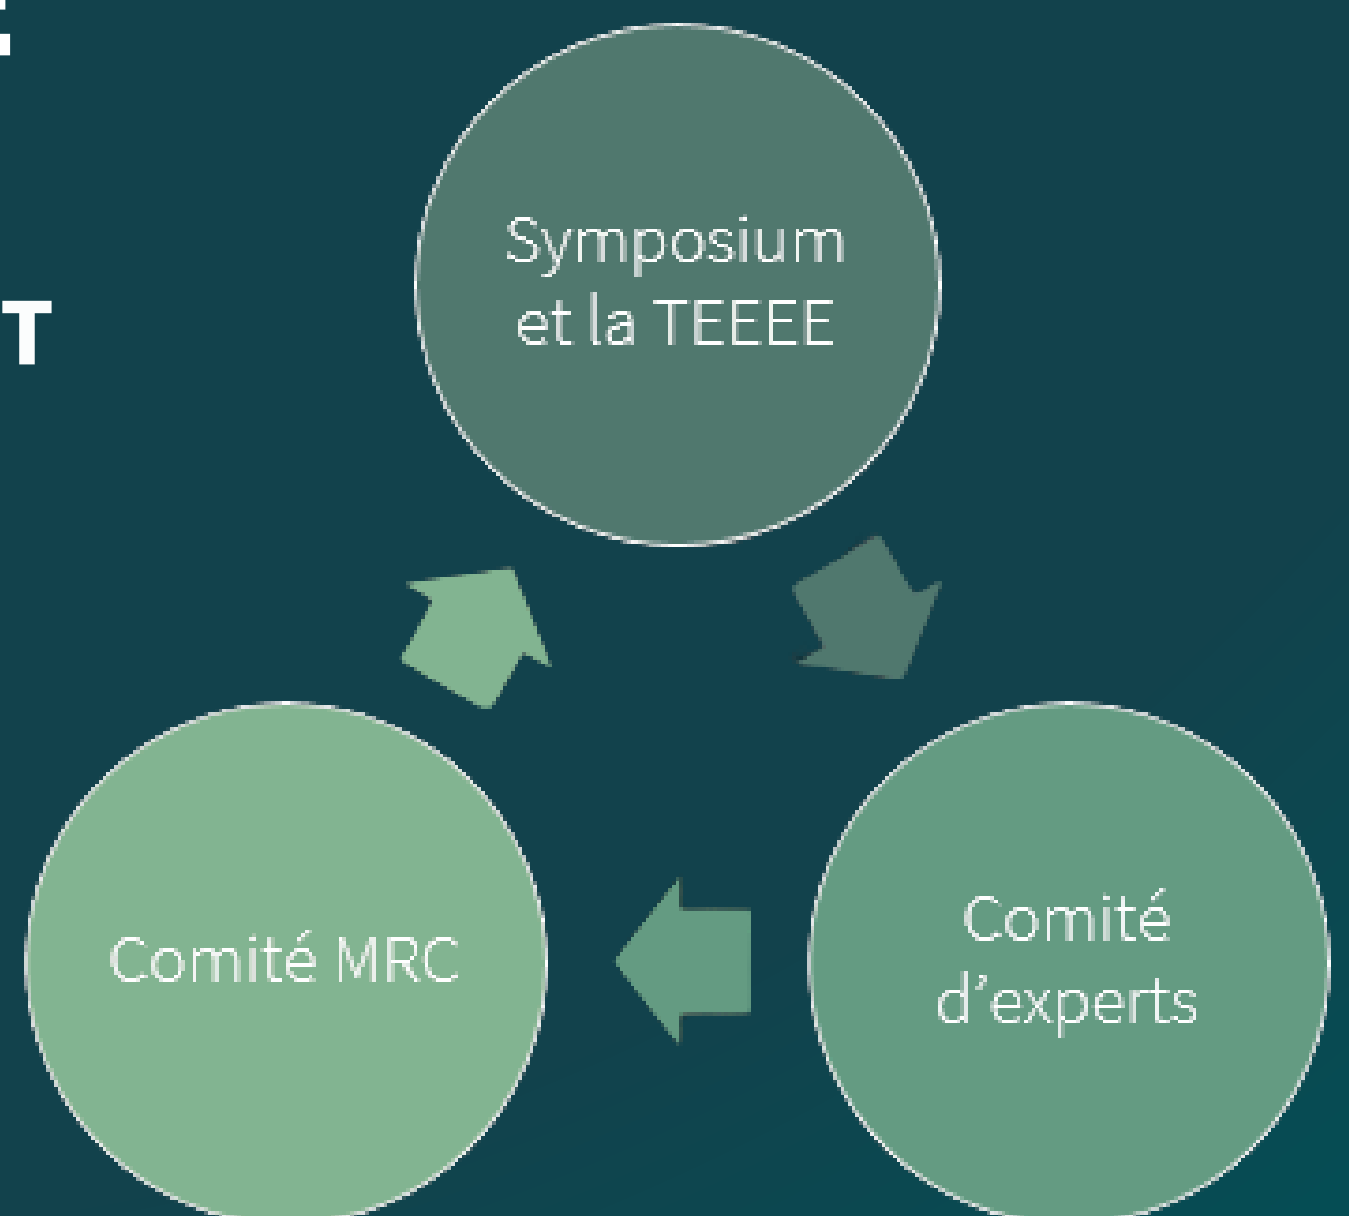 T
Symposium
et la TEEEE
Comité MRC
Comité
d’experts